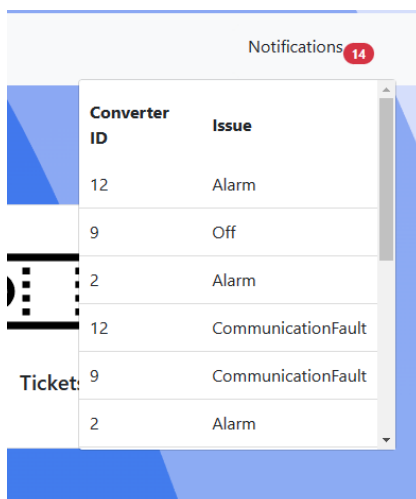 Notifications 14
Converter ID Issue
12 Alarm
9 Off
2 Alarm
12 CommunicationFault
Tickets
9 CommunicationFault
2 Alarm